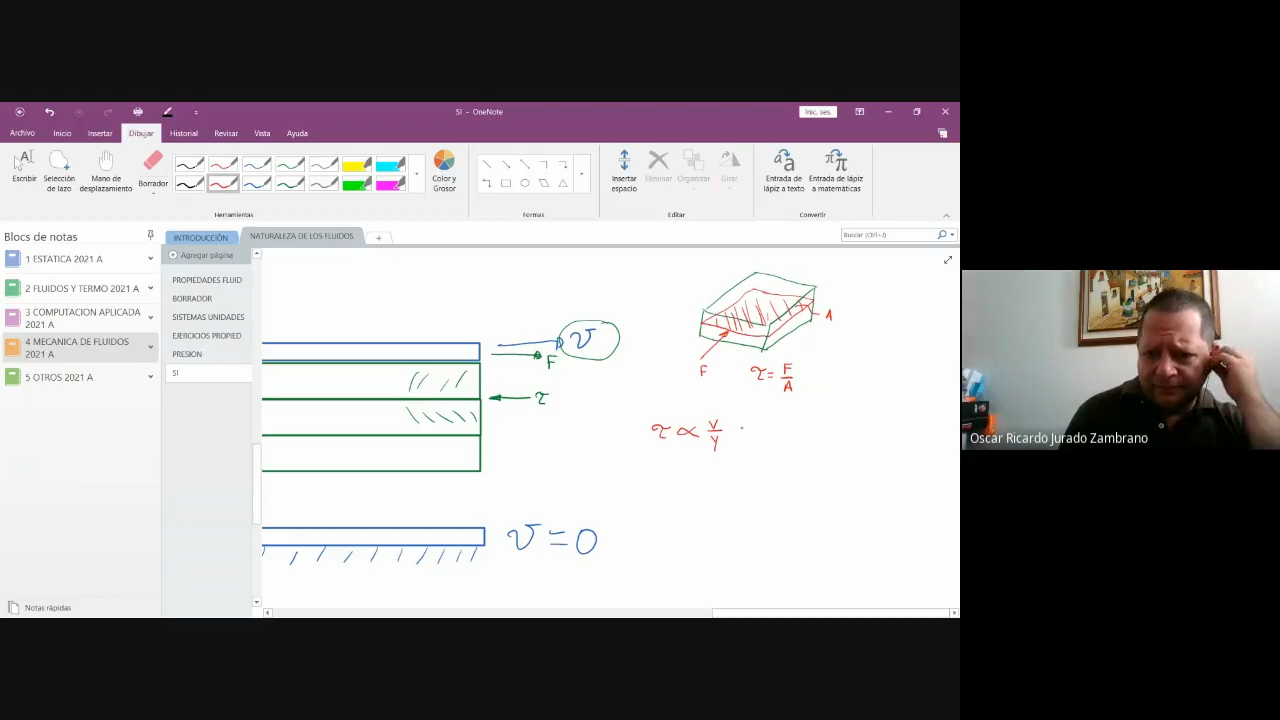 SI - OneNote
Inic. ses.
Archivo Inicio Insertar Dibujar Historial Revisar Vista Ayuda
Escribir
Selección de lazo
Mano de desplazamiento
Borrador
Color y Grosor
Insertar espacio
Eliminar
Organizar
Girar
Entrada de lápiz a texto
Entrada de lápiz a matemáticas
Herramientas
Formas
Editar
Convertir
Blocs de notas
INTRODUCCIÓN
NATURALEZA DE LOS FLUIDOS
Buscar (Ctrl+J)
1 ESTATICA 2021 A
2 FLUIDOS Y TERMO 2021 A
3 COMPUTACION APLICADA 2021 A
4 MECANICA DE FLUIDOS 2021 A
5 OTROS 2021 A
Notas rápidas
Agregar página
PROPIEDADES FLUID
BORRADOR
SISTEMAS UNIDADES
EJERCICIOS PROPIED
PRESION
SI
v
F
τ
A
F
τ = F/A
τ ∝ v/y
v = 0
Oscar Ricardo Jurado Zambrano